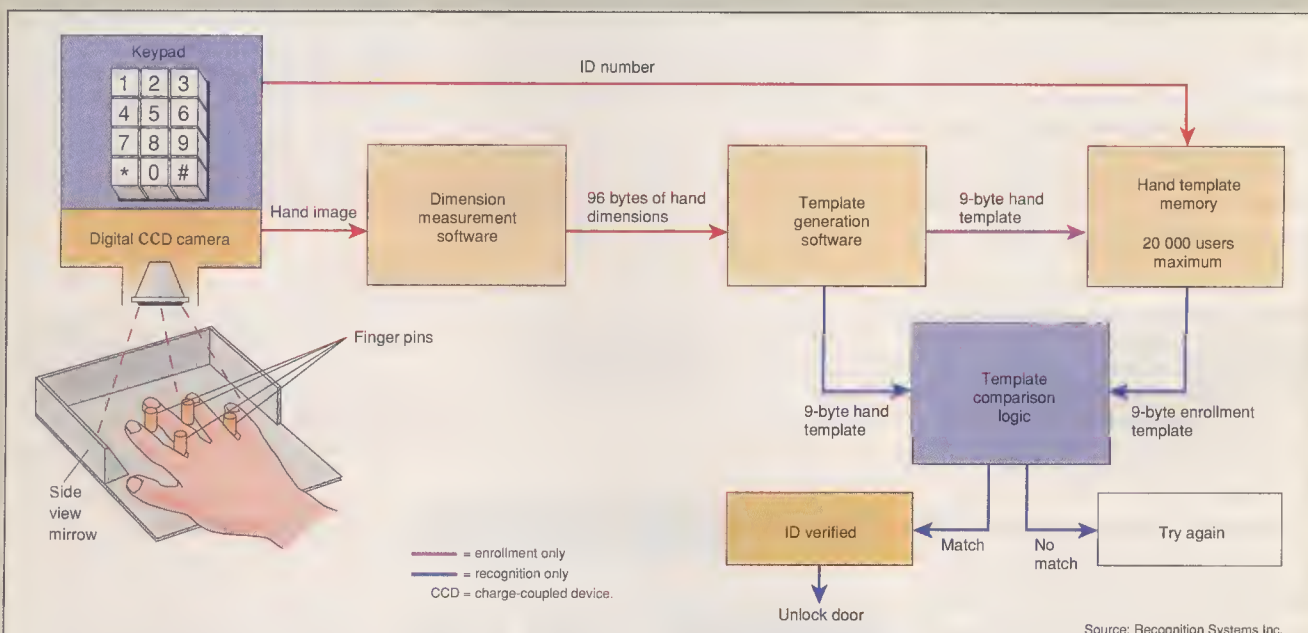 Keypad
1 2 3
4 5 6
7 8 9
* 0 #
Digital CCD camera
ID number
Hand image
Dimension
measurement
software
96 bytes of hand
dimensions
Template
generation
software
9-byte hand
template
Hand template
memory
20 000 users
maximum
Finger pins
Side
view
mirrow
9-byte hand
template
Template
comparison
logic
9-byte enrollment
template
ID verified
Match
No
match
Try again
Unlock door
= enrollment only
= recognition only
CCD = charge-coupled device.
Source: Recognition Systems Inc.